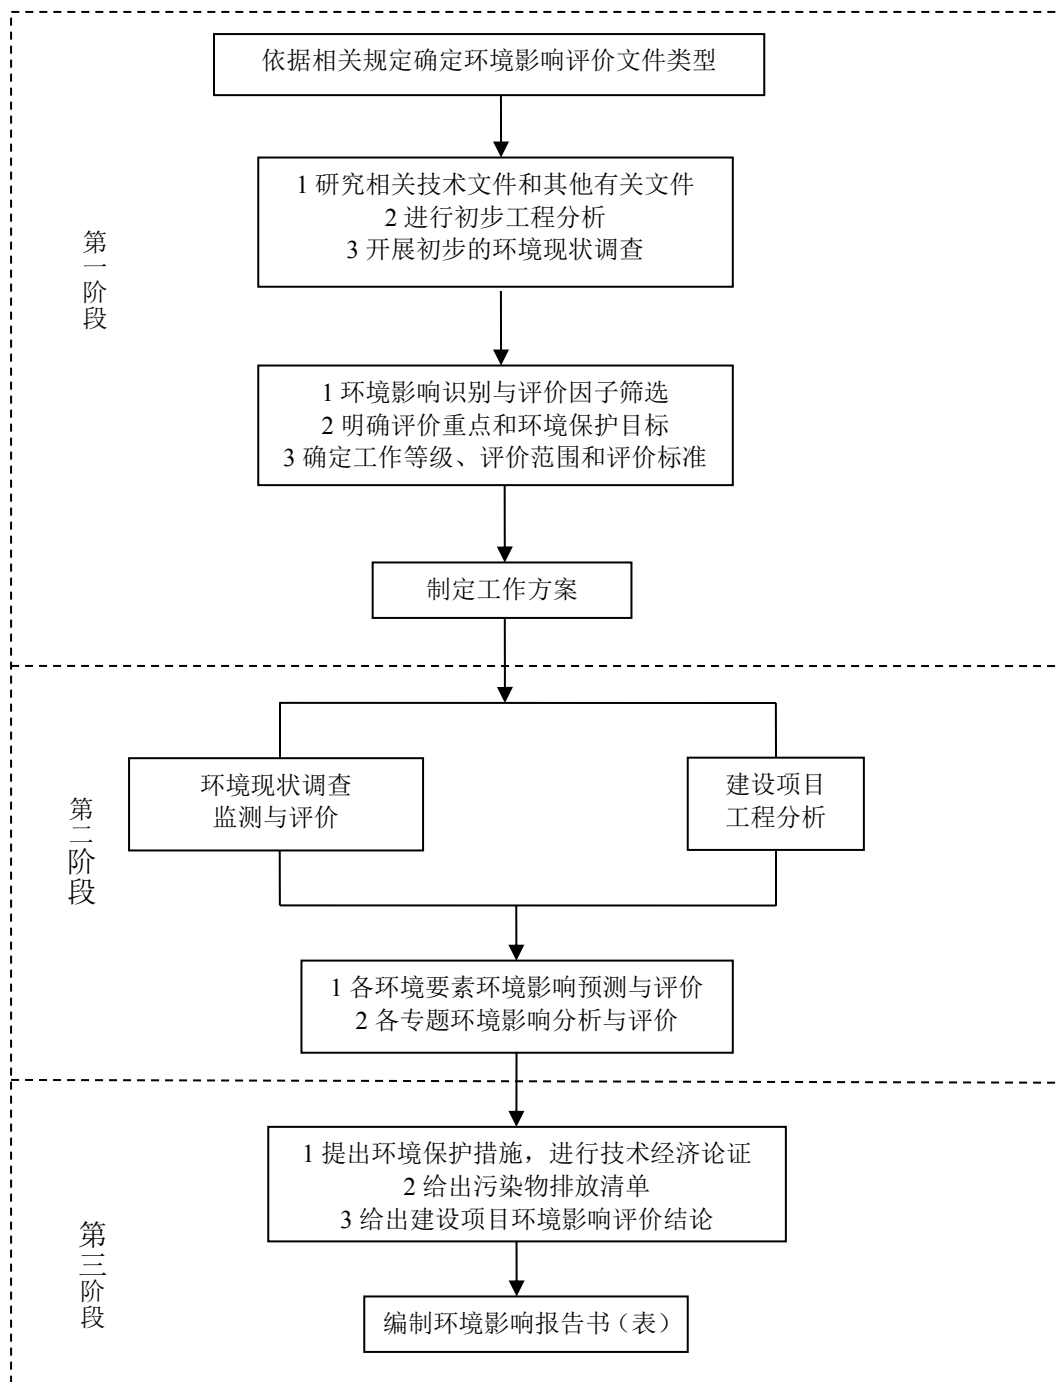 依据相关规定确定环境影响评价文件类型
第一阶段
1 研究相关技术文件和其他有关文件
2 进行初步工程分析
3 开展初步的环境现状调查
1 环境影响识别与评价因子筛选
2 明确评价重点和环境保护目标
3 确定工作等级、评价范围和评价标准
制定工作方案
第二阶段
环境现状调查
监测与评价
建设项目
工程分析
1 各环境要素环境影响预测与评价
2 各专题环境影响分析与评价
第三阶段
1 提出环境保护措施，进行技术经济论证
2 给出污染物排放清单
3 给出建设项目环境影响评价结论
编制环境影响报告书（表）